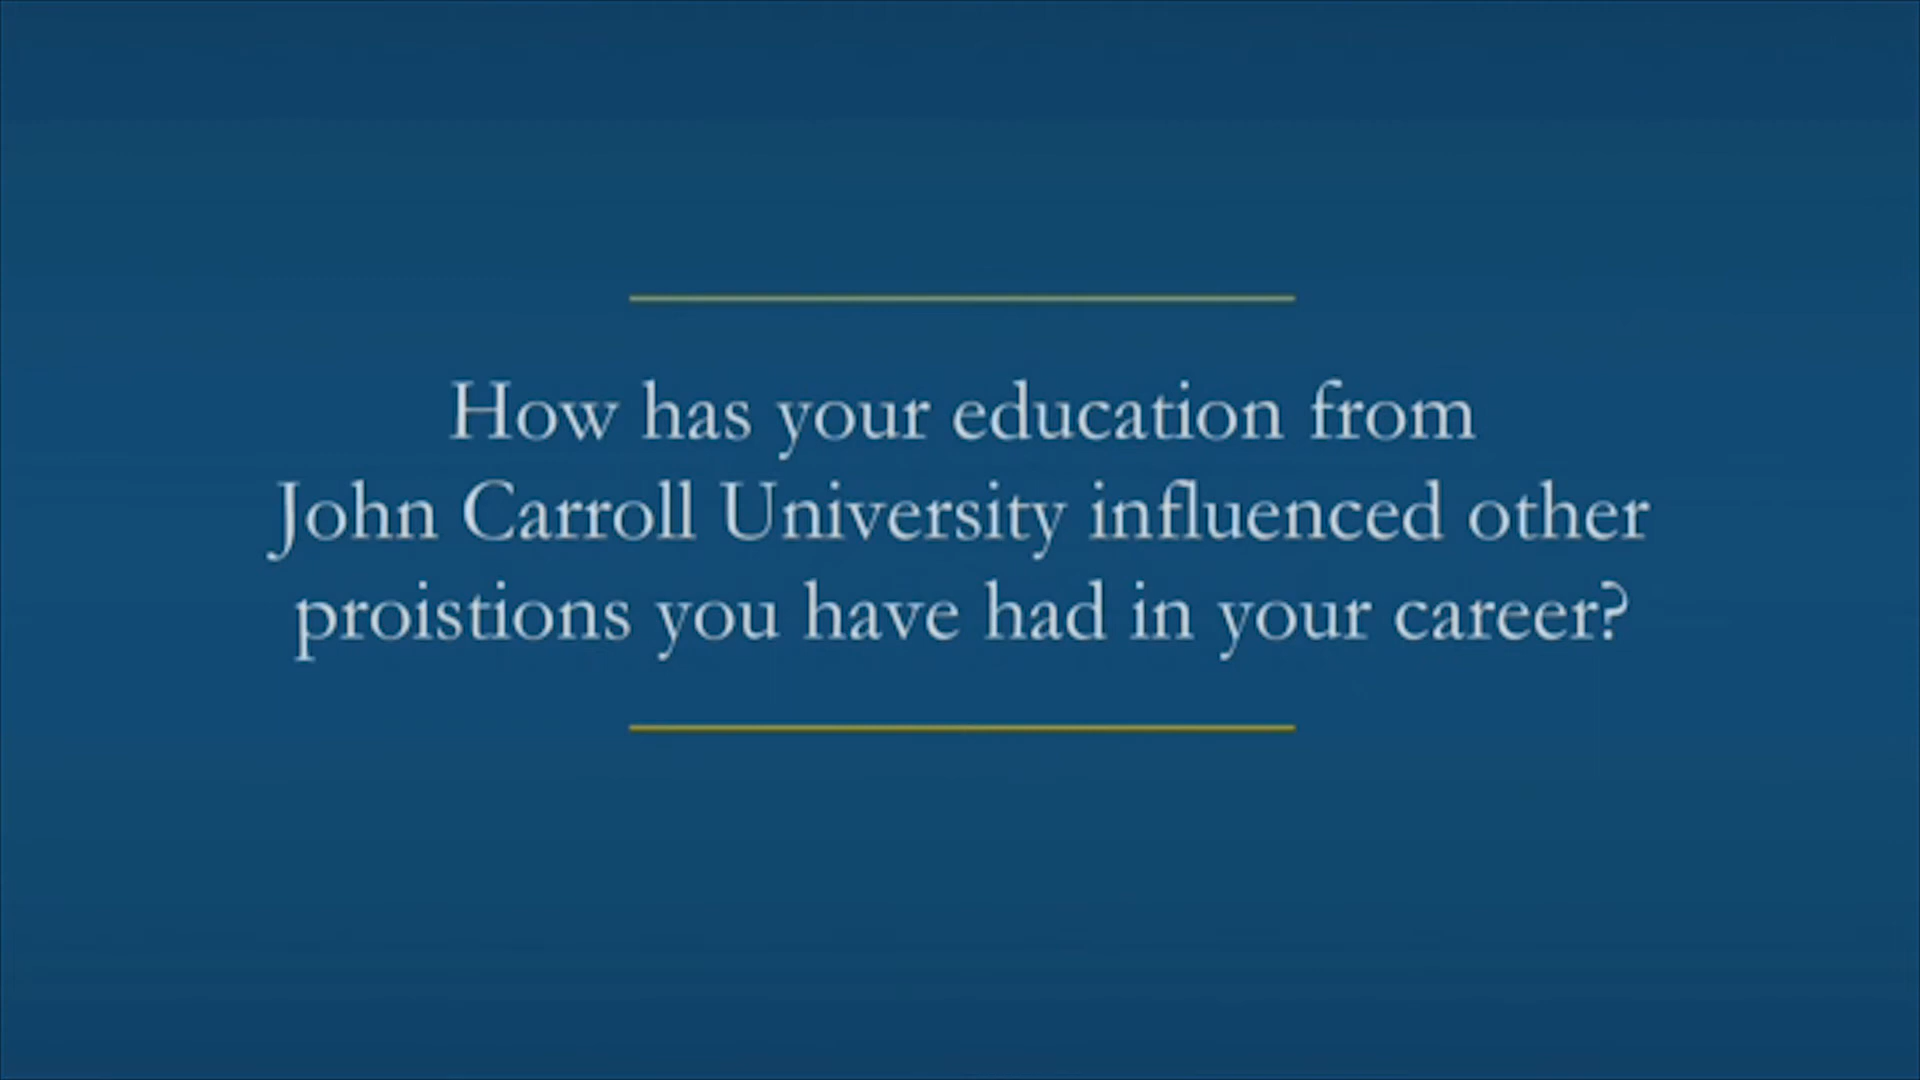 How has your education from
John Carroll University influenced other
proistions you have had in your career?